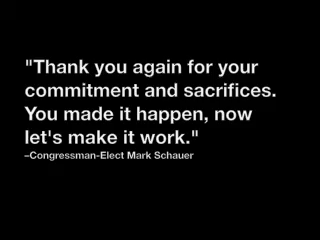 "Thank you again for your
commitment and sacrifices.
You made it happen, now
let's make it work."
–Congressman-Elect Mark Schauer